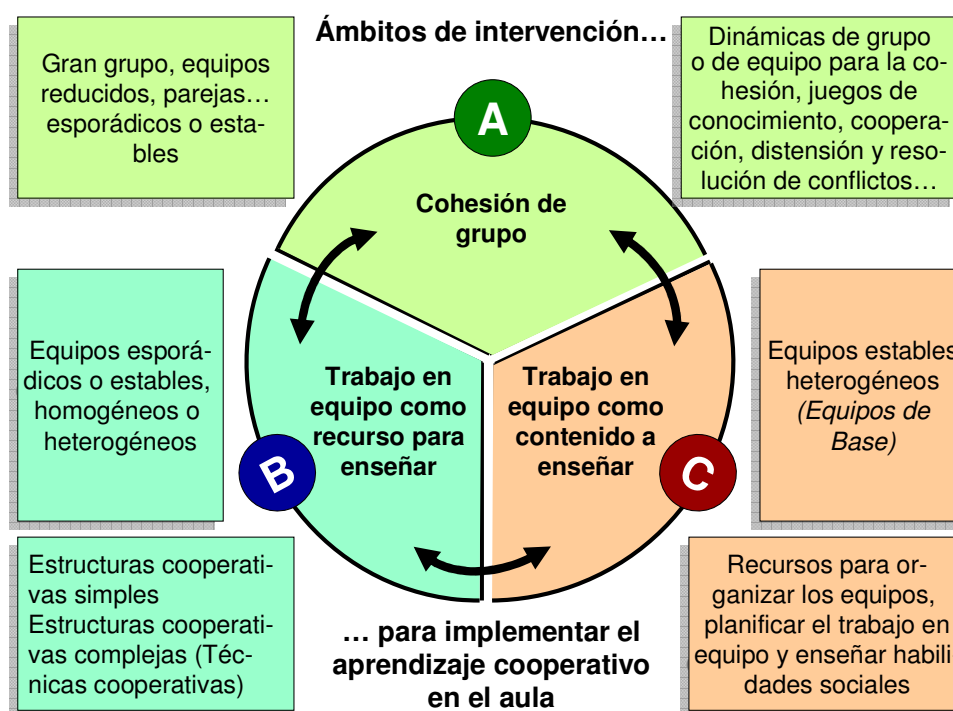 Ámbitos de intervención…
Gran grupo, equipos
reducidos, parejas…
esporádicos o esta-
bles
Dinámicas de grupo
o de equipo para la co-
hesión, juegos de
conocimiento, coopera-
ción, distensión y reso-
lución de conflictos…
A
Cohesión de
grupo
Equipos esporá-
dicos o estables,
homogéneos o
heterogéneos
Trabajo en
equipo como
recurso para
enseñar
Trabajo en
equipo como
contenido a
enseñar
Equipos estables
heterogéneos
(Equipos de
Base)
B
C
Estructuras cooperati-
vas simples
Estructuras cooperati-
vas complejas (Téc-
nicas cooperativas)
… para implementar el
aprendizaje cooperativo
en el aula
Recursos para or-
ganizar los equipos,
planificar el trabajo en
equipo y enseñar habili
dades sociales